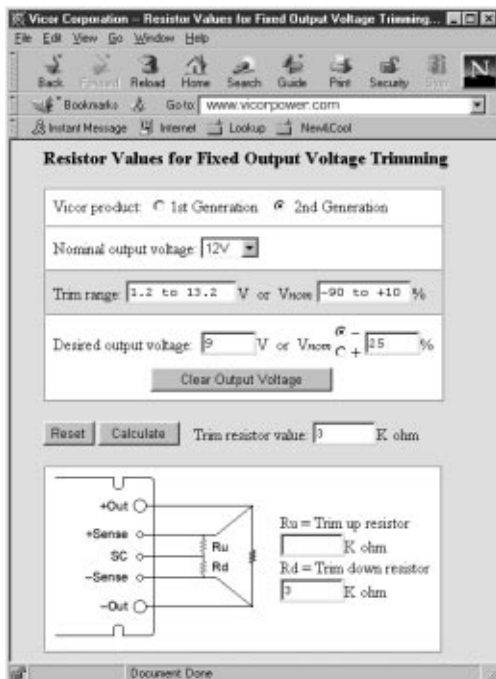 Vicor Corporation -- Resistor Values for Fixed Output Voltage Trimming...
File Edit View Go Window Help
Back Forward Reload Home Search Guide Print Security Stop N
Bookmarks Go to: www.vicorpower.com
Instant Message Internet Lookup New&Cool
Resistor Values for Fixed Output Voltage Trimming
Vicor product: 1st Generation 2nd Generation
Nominal output voltage: 12V
Trim range: 1.2 to 13.2 V or VNOM -90 to +10 %
Desired output voltage: 9 V or VNOM − + 25 %
Clear Output Voltage
Reset Calculate Trim resistor value: 3 K ohm
+Out
+Sense
SC
−Sense
−Out
Ru
Rd
Ru = Trim up resistor
K ohm
Rd = Trim down resistor
3 K ohm
Document Done